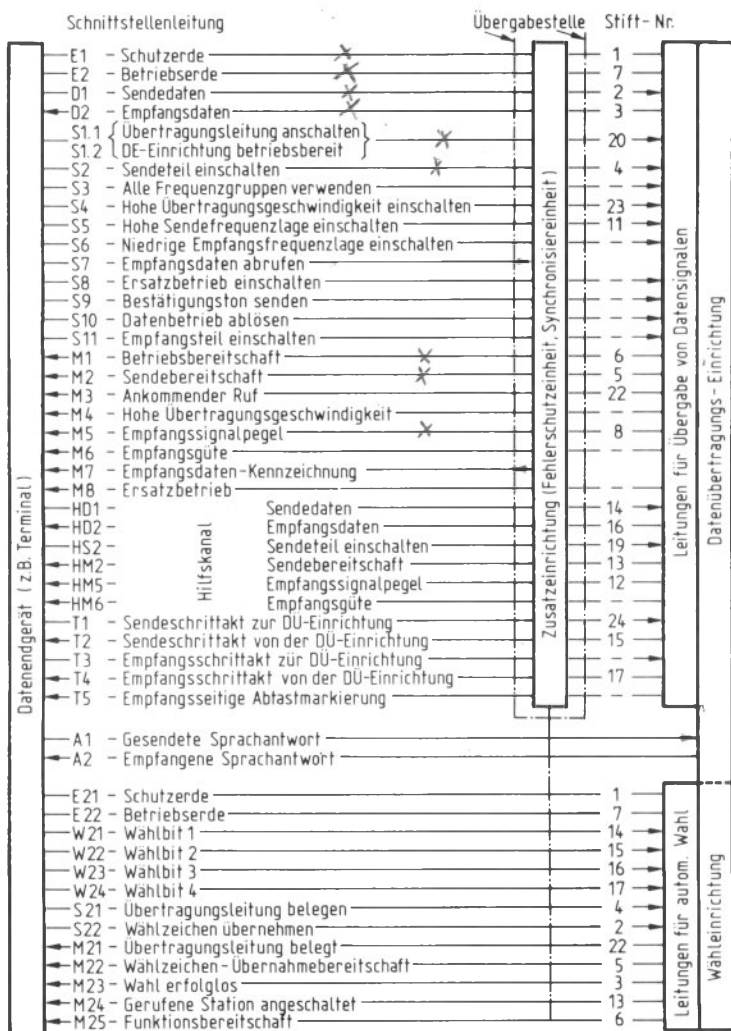 Schnittstellenleitung Übergabestelle Stift-Nr.
E1 - Schutzerde 1
E2 - Betriebserde 7
D1 - Sendedaten 2
D2 - Empfangsdaten 3
S1.1 { Übertragungsleitung anschalten }
20
S1.2 { DE-Einrichtung betriebsbereit }
S2 - Sendeteil einschalten 4
S3 - Alle Frequenzgruppen verwenden –
S4 - Hohe Übertragungsgeschwindigkeit einschalten 23
S5 - Hohe Sendefrequenzlage einschalten 11
S6 - Niedrige Empfangsfrequenzlage einschalten –
S7 - Empfangsdaten abrufen
S8 - Ersatzbetrieb einschalten –
S9 - Bestätigungston senden –
S10 - Datenbetrieb ablösen –
S11 - Empfangsteil einschalten –
M1 - Betriebsbereitschaft 6
M2 - Sendebereitschaft 5
M3 - Ankommender Ruf 22
M4 - Hohe Übertragungsgeschwindigkeit –
M5 - Empfangssignalpegel 8
M6 - Empfangsgüte –
M7 - Empfangsdaten-Kennzeichnung
M8 - Ersatzbetrieb –
HD1 - Sendedaten 14
HD2 - Empfangsdaten 16
HS2 - Sendeteil einschalten 19
HM2 - Sendebereitschaft 13
HM5 - Empfangssignalpegel 12
HM6 - Empfangsgüte –
Hilfskanal
T1 - Sendeschrittakt zur DÜ-Einrichtung 24
T2 - Sendeschrittakt von der DÜ-Einrichtung 15
T3 - Empfangsschrittakt zür DÜ-Einrichtung –
T4 - Empfangsschrittakt von der DÜ-Einrichtung 17
T5 - Empfangsseitige Abtastmarkierung –
A1 - Gesendete Sprachantwort
A2 - Empfangene Sprachantwort
E21 - Schutzerde 1
E22 - Betriebserde 7
W21 - Wählbit 1 14
W22 - Wählbit 2 15
W23 - Wählbit 3 16
W24 - Wählbit 4 17
S21 - Übertragungsleitung belegen 4
S22 - Wählzeichen übernehmen 2
M21 - Übertragungsleitung belegt 22
M22 - Wählzeichen-Übernahmebereitschaft 5
M23 - Wahl erfolglos 3
M24 - Gerufene Station angeschaltet 13
M25 - Funktionsbereitschaft 6
Datenendgerät (z.B. Terminal)
Zusatzeinrichtung (Fehlerschutzeinheit, Synchronisiereinheit)
Leitungen für Übergabe von Datensignalen
Datenübertragungs-Einrichtung
Leitungen für autom. Wahl
Wähleinrichtung